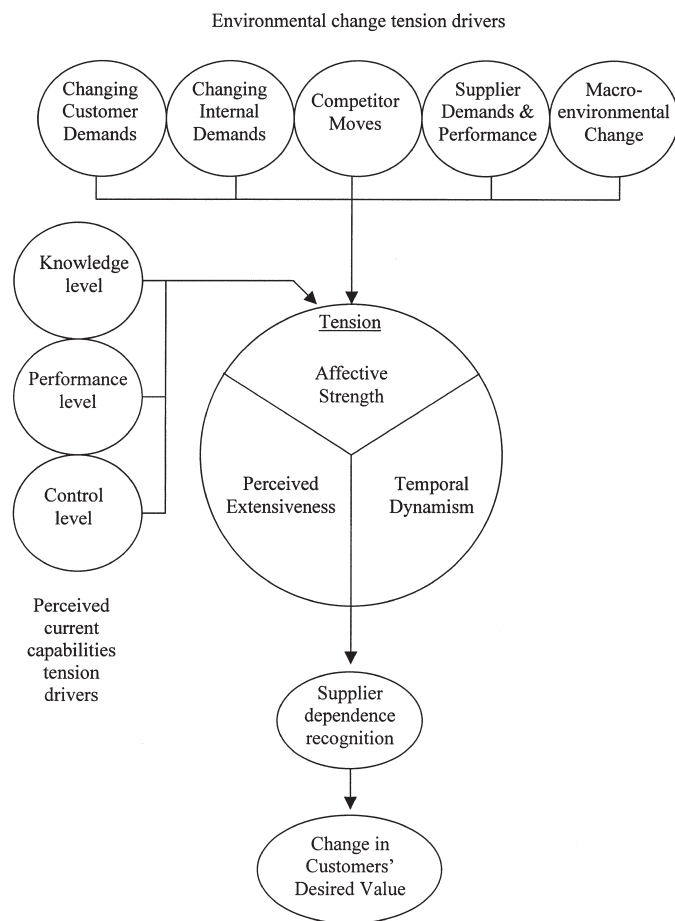 Environmental change tension drivers
Changing
Customer
Demands
Changing
Internal
Demands
Competitor
Moves
Supplier
Demands &
Performance
Macro-
environmental
Change
Knowledge
level
Performance
level
Control
level
Perceived
current
capabilities
tension
drivers
Tension
Affective
Strength
Perceived
Extensiveness
Temporal
Dynamism
Supplier
dependence
recognition
Change in
Customers'
Desired Value